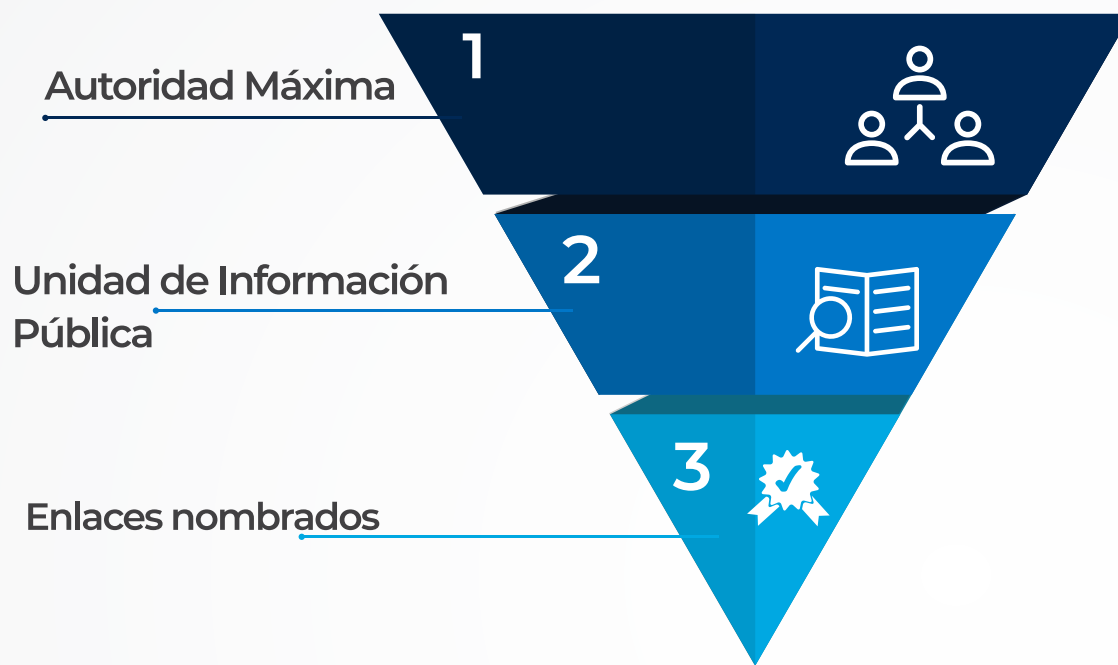 1
Autoridad Máxima
2
Unidad de Información
Pública
3
Enlaces nombrados